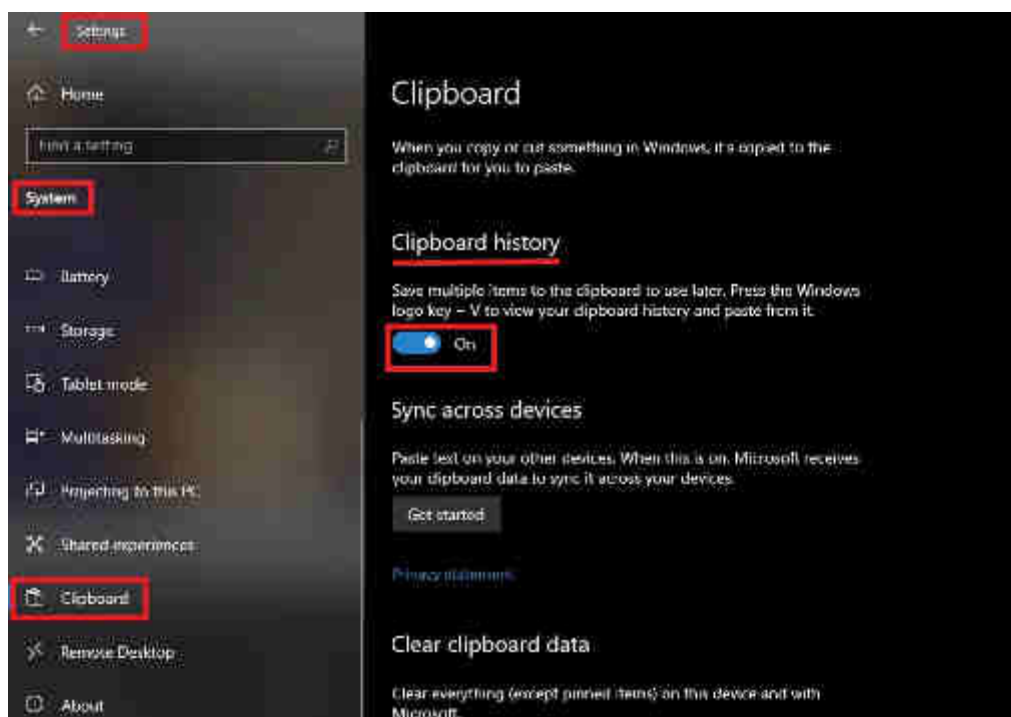 Settings
Home
Find a setting
System
Battery
Storage
Tablet mode
Multitasking
Projecting to this PC
Shared experiences
Clipboard
Remote Desktop
About
Clipboard
When you copy or cut something in Windows, it's copied to the
clipboard for you to paste.
Clipboard history
Save multiple items to the clipboard to use later. Press the Windows
logo key + V to view your clipboard history and paste from it.
On
Sync across devices
Paste text on your other devices. When this is on, Microsoft receives
your clipboard data to sync it across your devices.
Get started
Privacy statement
Clear clipboard data
Clear everything (except pinned items) on this device and with
Microsoft.